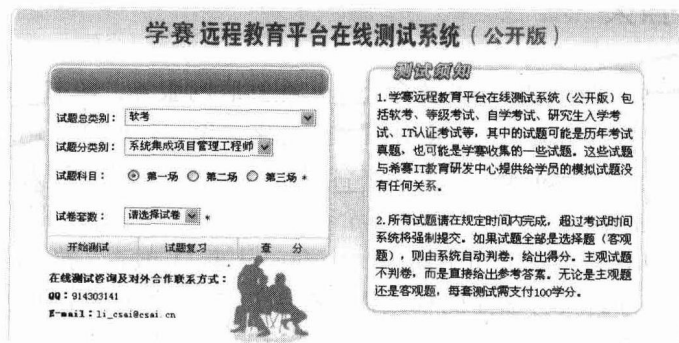 学赛 远程教育平台在线测试系统（公开版）
试题总类别： 软考
试题分类别： 系统集成项目管理工程师
试题科目： 第一场 第二场 第三场 *
试卷套数： 请选择试卷 *
开始测试 试题复习 查 分
在线测试咨询及对外合作联系方式：
QQ：914303141
E-mail：li_csai@csai.cn
测试须知
1.学赛远程教育平台在线测试系统（公开版）包
括软考、等级考试、自学考试、研究生入学考
试、IT认证考试等，其中的试题可能是历年考试
真题，也可能是学赛收集的一些试题。这些试题
与希赛IT教育研发中心提供给学员的模拟试题没
有任何关系。
2.所有试题请在规定时间内完成，超过考试时间
系统将强制提交。如果试题全部是选择题（客观
题），则由系统自动判卷，给出得分。主观试题
不判卷，而是直接给出参考答案。无论是主观题
还是客观题，每套测试需支付100学分。